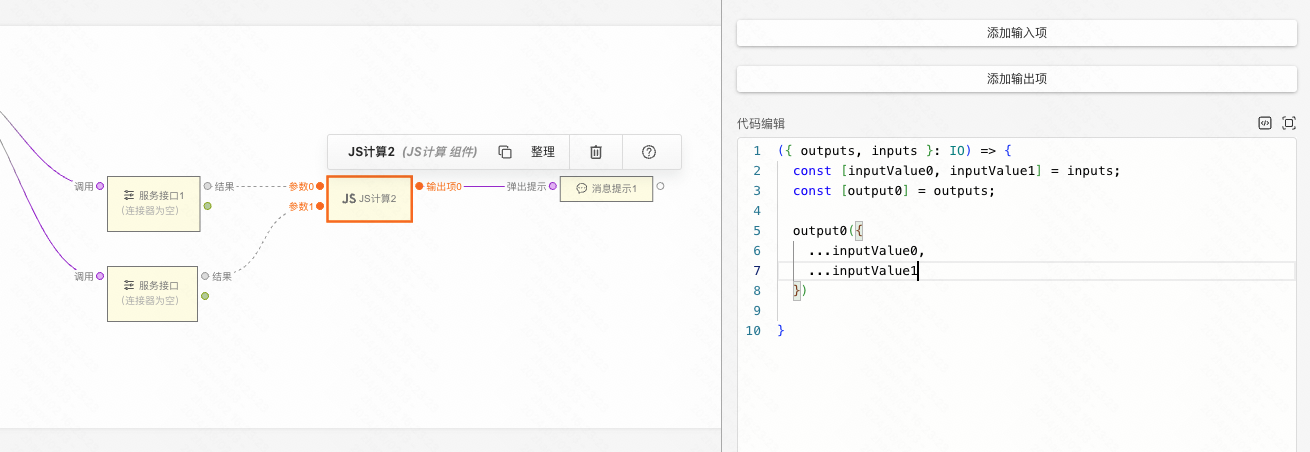 JS计算2 (JS计算 组件) 整理
调用
服务接口1
(连接器为空)
结果
参数0
参数1
JS JS计算2
输出项0
弹出提示
消息提示1
调用
服务接口
(连接器为空)
结果
添加输入项
添加输出项
代码编辑
1 ({ outputs, inputs }: IO) => {
2 const [inputValue0, inputValue1] = inputs;
3 const [output0] = outputs;
4
5 output0({
6 ...inputValue0,
7 ...inputValue1
8 })
9
10 }